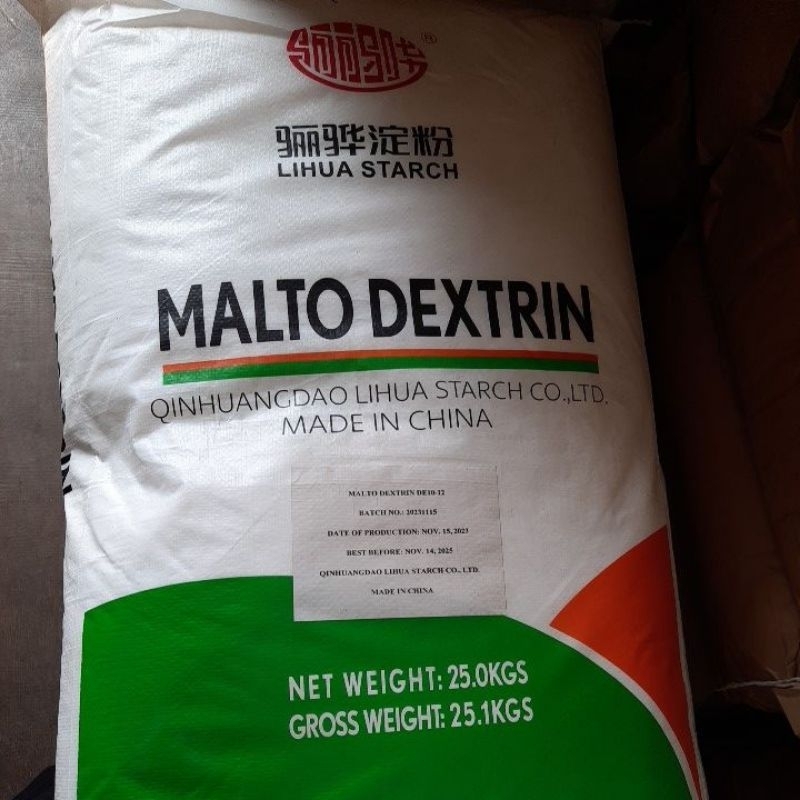 骊骅
®
骊骅淀粉
LIHUA STARCH
MALTO DEXTRIN
QINHUANGDAO LIHUA STARCH CO.,LTD.
MADE IN CHINA
MALTO DEXTRIN DE10-12
BATCH NO.: 20231115
DATE OF PRODUCTION: NOV. 15, 2023
BEST BEFORE: NOV. 14, 2025
QINHUANGDAO LIHUA STARCH CO., LTD.
MADE IN CHINA
NET WEIGHT: 25.0KGS
GROSS WEIGHT: 25.1KGS